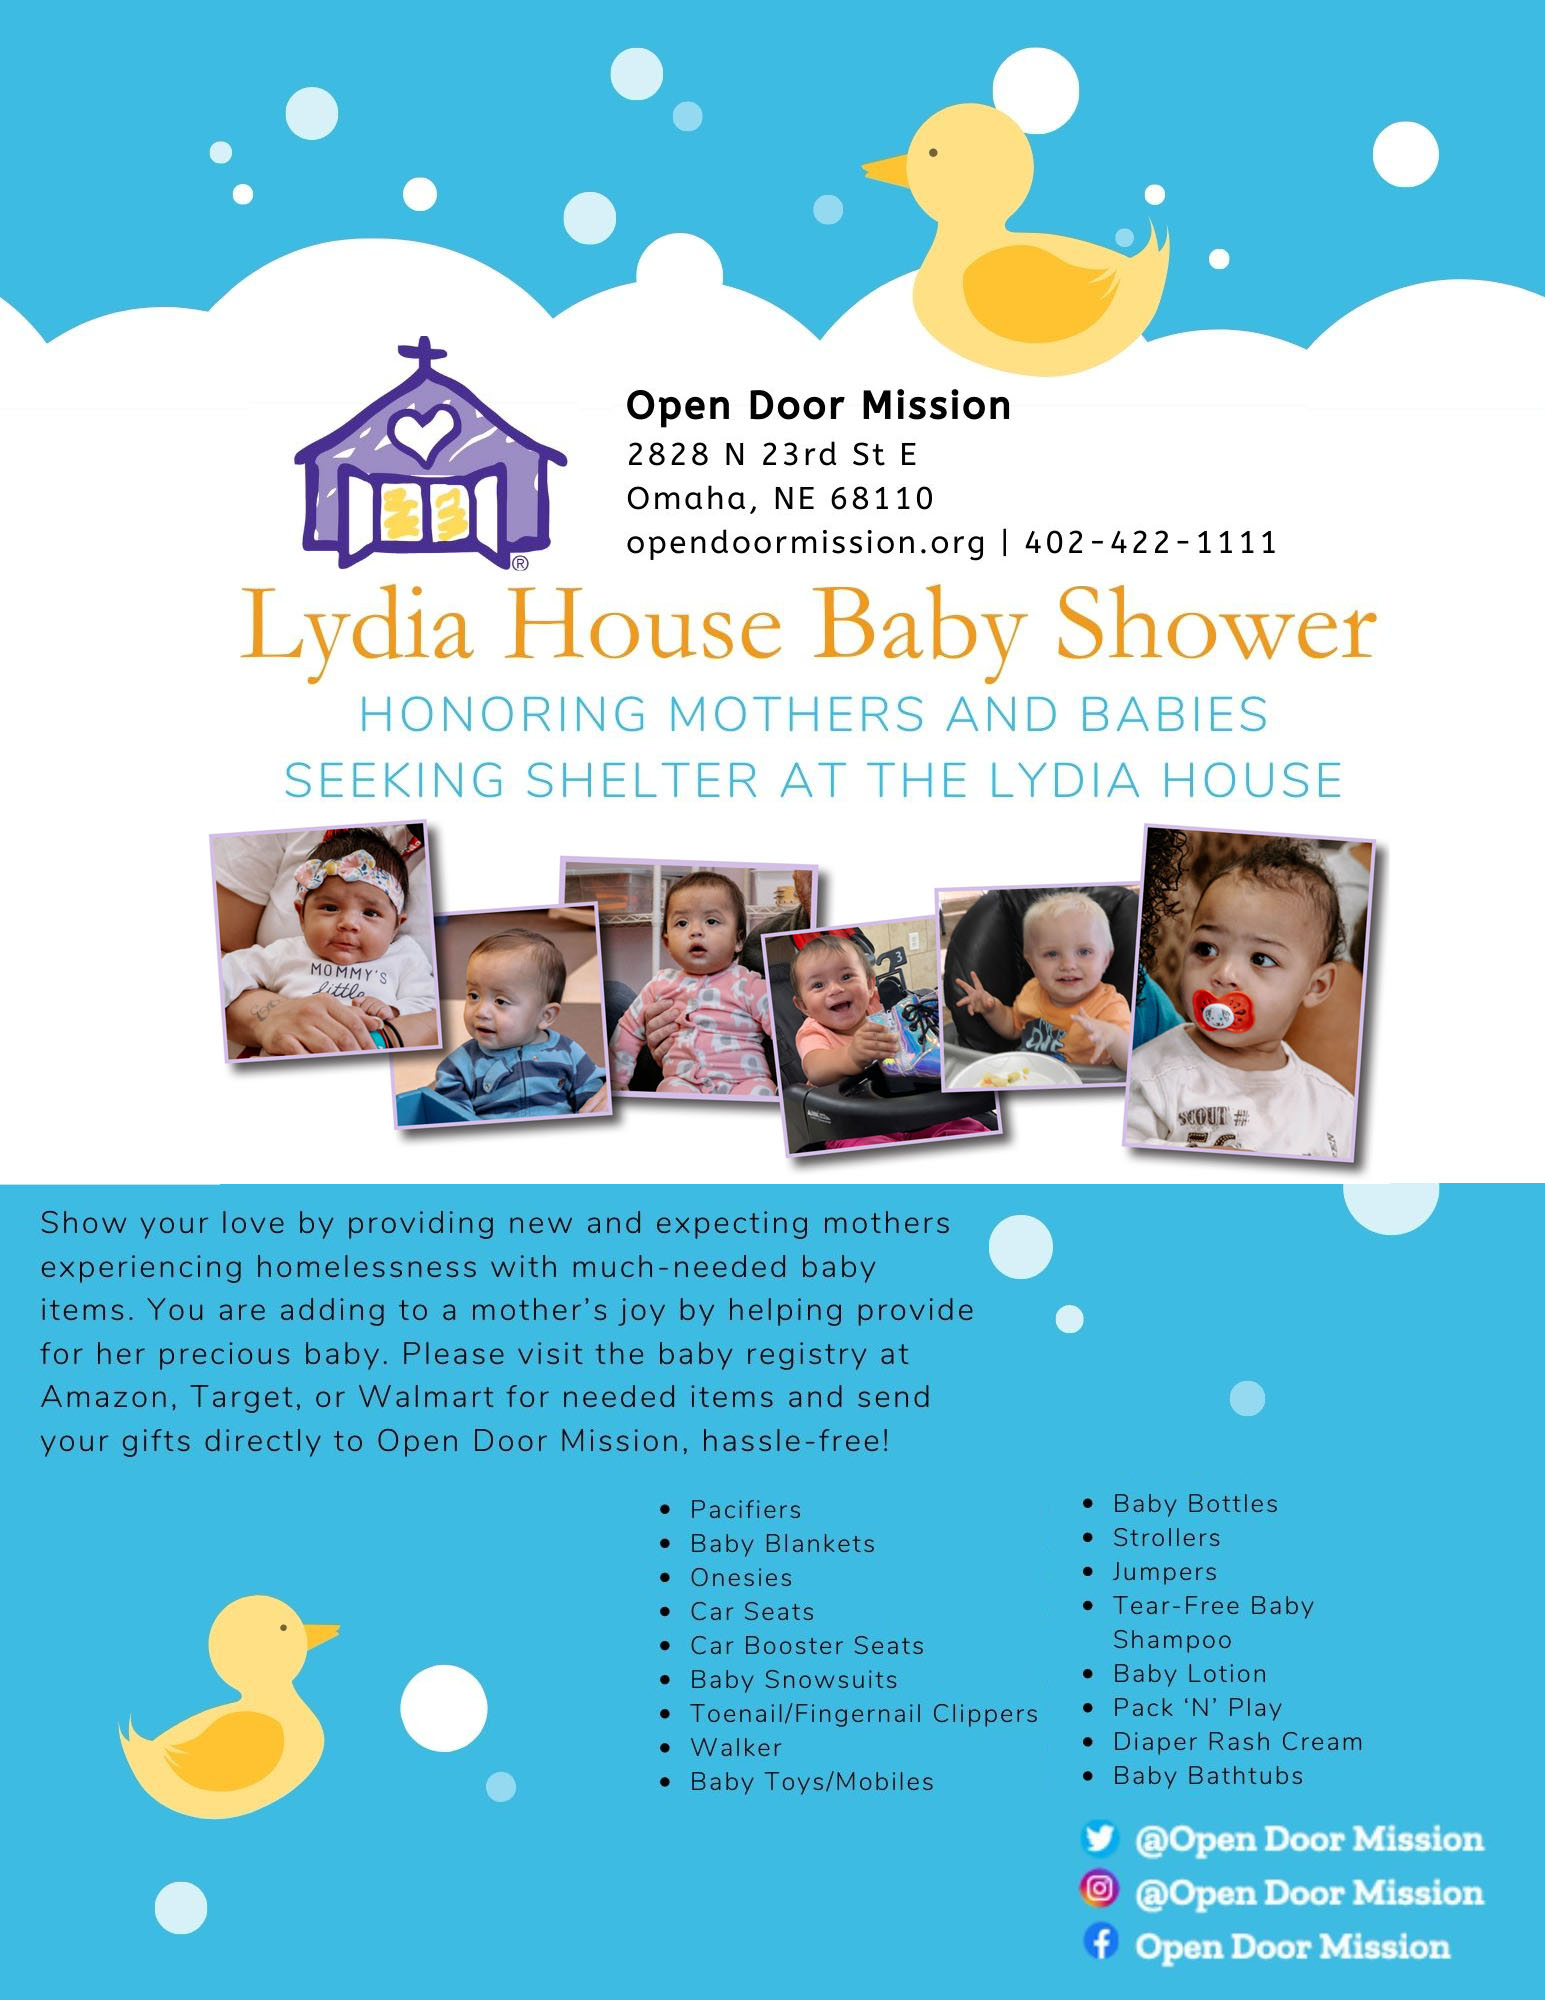 Open Door Mission
2828 N 23rd St E
Omaha, NE 68110
opendoormission.org | 402-422-1111
®
Lydia House Baby Shower
HONORING MOTHERS AND BABIES
SEEKING SHELTER AT THE LYDIA HOUSE
MOMMY'S
little
3
SCOUT #
56
Show your love by providing new and expecting mothers
experiencing homelessness with much-needed baby
items. You are adding to a mother's joy by helping provide
for her precious baby. Please visit the baby registry at
Amazon, Target, or Walmart for needed items and send
your gifts directly to Open Door Mission, hassle-free!
• Pacifiers
• Baby Blankets
• Onesies
• Car Seats
• Car Booster Seats
• Baby Snowsuits
• Toenail/Fingernail Clippers
• Walker
• Baby Toys/Mobiles
• Baby Bottles
• Strollers
• Jumpers
• Tear-Free Baby
Shampoo
• Baby Lotion
• Pack ‘N’ Play
• Diaper Rash Cream
• Baby Bathtubs
@Open Door Mission
@Open Door Mission
Open Door Mission